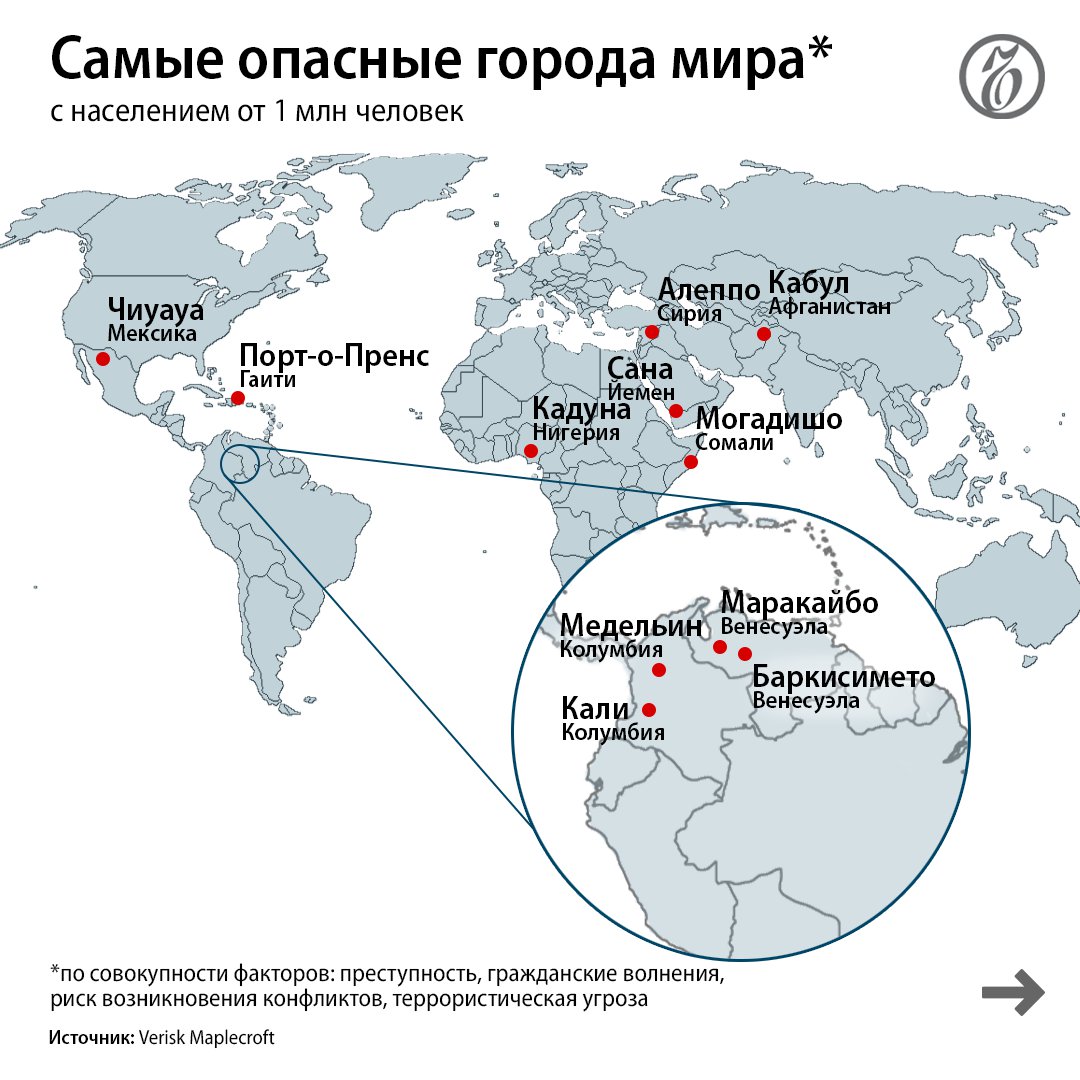 Самые опасные города мира*
с населением от 1 млн человек
Чиуауа
Мексика
Порт-о-Пренс
Гаити
Алеппо
Сирия
Кабул
Афганистан
Сана
Йемен
Кадуна
Нигерия
Могадишо
Сомали
Маракайбо
Венесуэла
Медельин
Колумбия
Баркисимето
Венесуэла
Кали
Колумбия
*по совокупности факторов: преступность, гражданские волнения,
риск возникновения конфликтов, террористическая угроза
Источник: Verisk Maplecroft